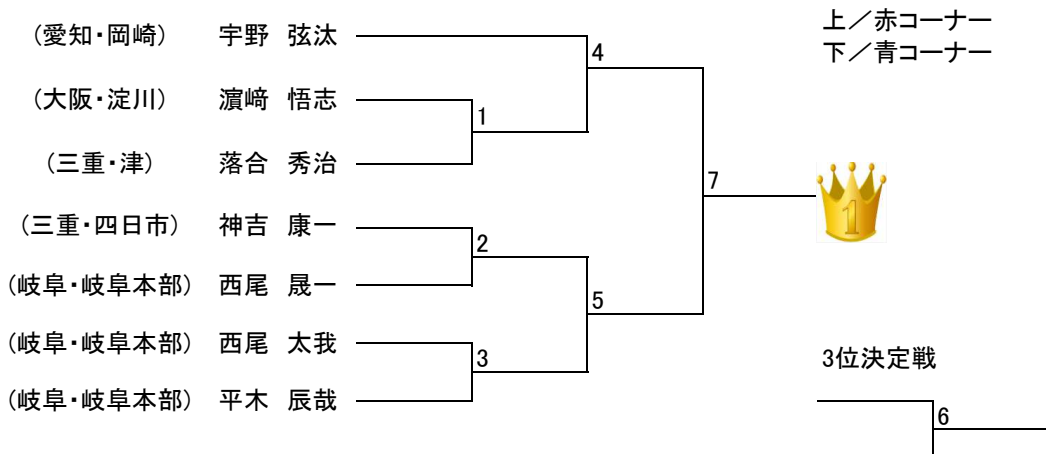 (愛知・岡崎) 宇野 弦汰
上／赤コーナー
下／青コーナー
4
(大阪・淀川) 濵﨑 悟志
1
(三重・津) 落合 秀治
7
1
(三重・四日市) 神吉 康一
2
(岐阜・岐阜本部) 西尾 晟一
5
(岐阜・岐阜本部) 西尾 太我
3
3位決定戦
(岐阜・岐阜本部) 平木 辰哉
6